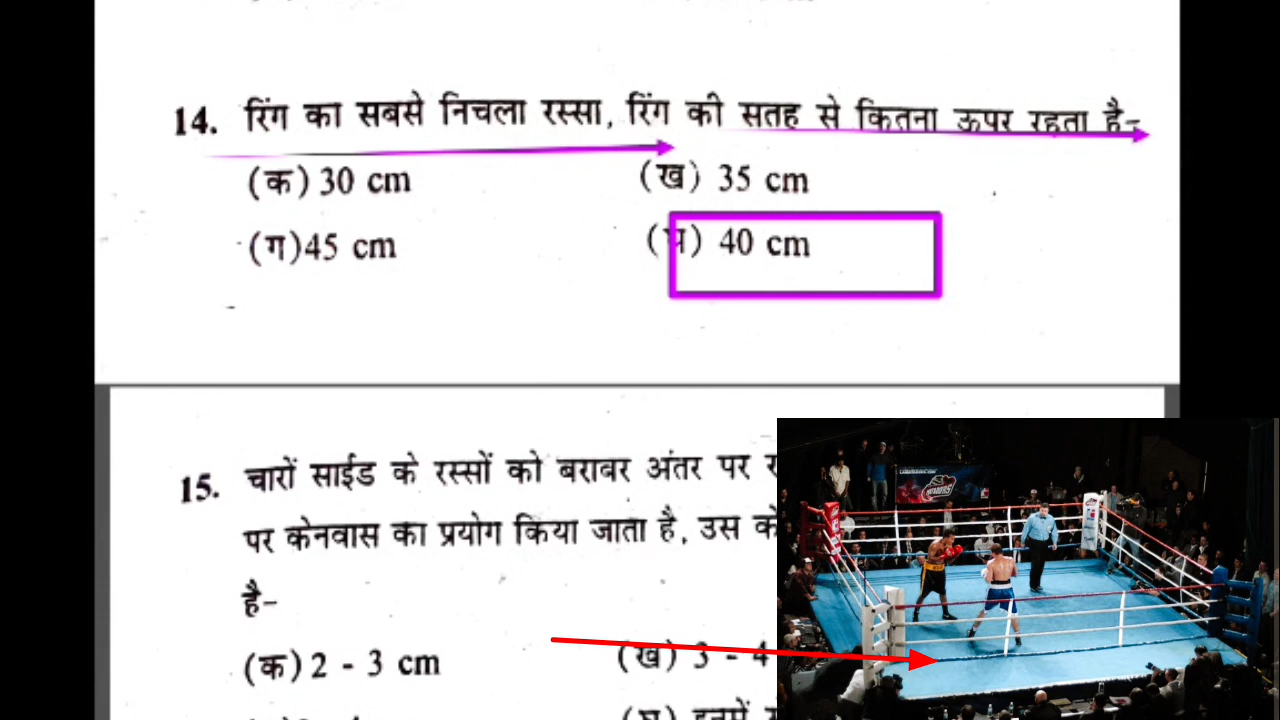 14. रिंग का सबसे निचला रस्सा, रिंग की सतह से कितना ऊपर रहता है-
(क) 30 cm (ख) 35 cm
(ग)45 cm (घ) 40 cm
15. चारों साईड के रस्सों को बराबर अंतर पर
पर केनवास का प्रयोग किया जाता है, उस
है-
(क) 2 - 3 cm (ख) 3 - 4